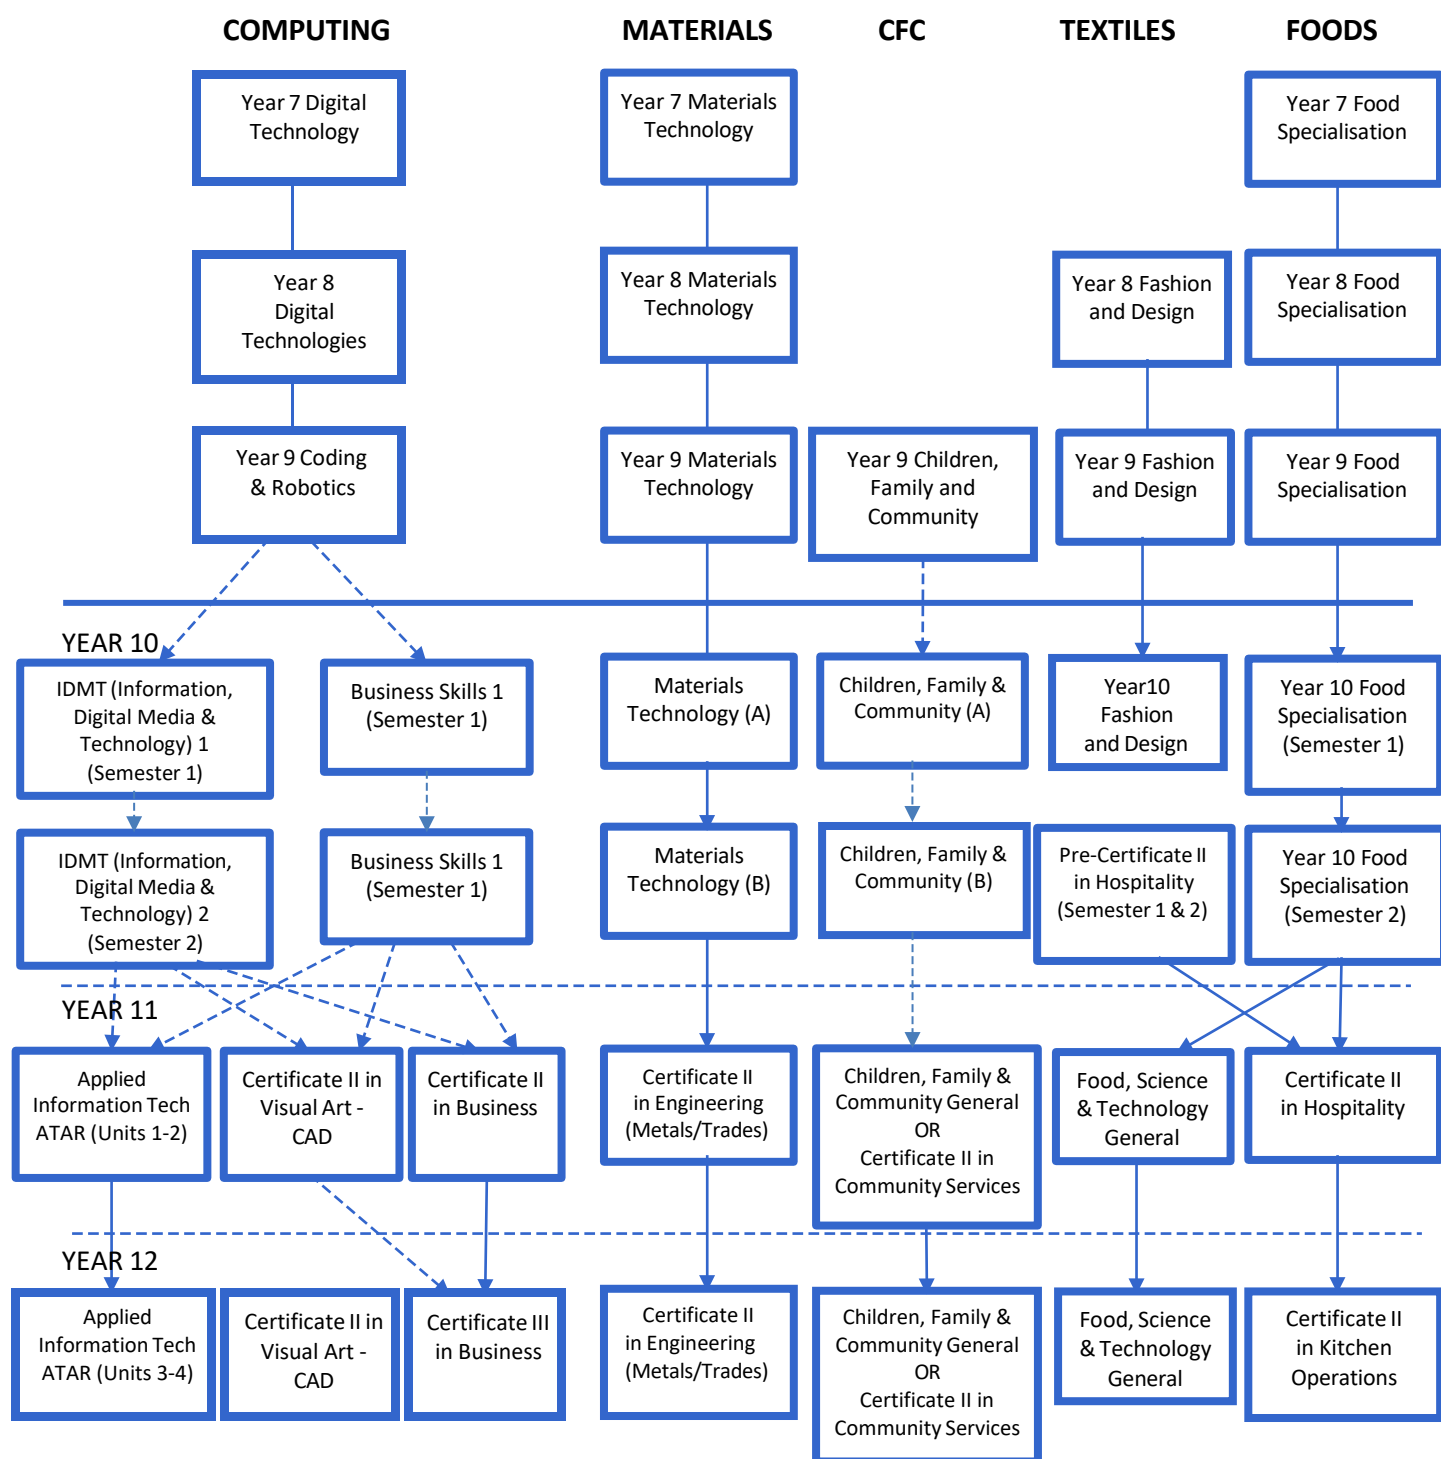 COMPUTING
MATERIALS
CFC
TEXTILES
FOODS
Year 7 Digital
Technology
Year 7 Materials
Technology
Year 7 Food
Specialisation
Year 8
Digital
Technologies
Year 8 Materials
Technology
Year 8 Fashion
and Design
Year 8 Food
Specialisation
Year 9 Coding
& Robotics
Year 9 Materials
Technology
Year 9 Children,
Family and
Community
Year 9 Fashion
and Design
Year 9 Food
Specialisation
YEAR 10
IDMT (Information,
Digital Media &
Technology) 1
(Semester 1)
Business Skills 1
(Semester 1)
Materials
Technology (A)
Children, Family &
Community (A)
Year10
Fashion
and Design
Year 10 Food
Specialisation
(Semester 1)
IDMT (Information,
Digital Media &
Technology) 2
(Semester 2)
Business Skills 1
(Semester 1)
Materials
Technology (B)
Children, Family &
Community (B)
Pre-Certificate II
in Hospitality
(Semester 1 & 2)
Year 10 Food
Specialisation
(Semester 2)
YEAR 11
Applied
Information Tech
ATAR (Units 1-2)
Certificate II in
Visual Art -
CAD
Certificate II
in Business
Certificate II
in Engineering
(Metals/Trades)
Children, Family &
Community General
OR
Certificate II in
Community Services
Food, Science
& Technology
General
Certificate II
in Hospitality
YEAR 12
Applied
Information Tech
ATAR (Units 3-4)
Certificate II in
Visual Art -
CAD
Certificate III
in Business
Certificate II
in Engineering
(Metals/Trades)
Children, Family &
Community General
OR
Certificate II in
Community Services
Food, Science
& Technology
General
Certificate II
in Kitchen
Operations